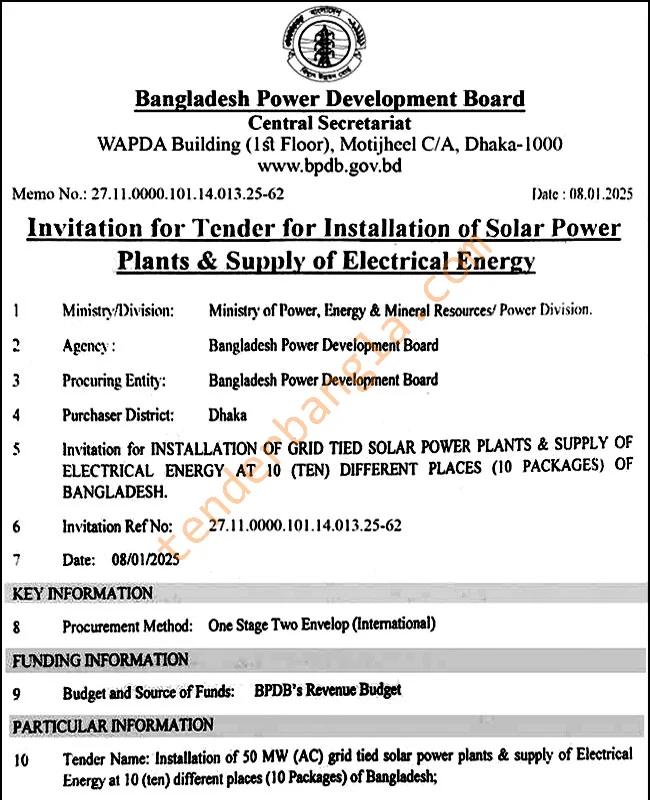 Bangladesh Power Development Board
Central Secretariat
WAPDA Building (1st Floor), Motijheel C/A, Dhaka-1000
www.bpdb.gov.bd
Memo No.: 27.11.0000.101.14.013.25-62 Date : 08.01.2025
Invitation for Tender for Installation of Solar Power
Plants & Supply of Electrical Energy
1 Ministry/Division: Ministry of Power, Energy & Mineral Resources/ Power Division.
2 Agency : Bangladesh Power Development Board
3 Procuring Entity: Bangladesh Power Development Board
4 Purchaser District: Dhaka
5 Invitation for INSTALLATION OF GRID TIED SOLAR POWER PLANTS & SUPPLY OF
ELECTRICAL ENERGY AT 10 (TEN) DIFFERENT PLACES (10 PACKAGES) OF
BANGLADESH.
6 Invitation Ref No: 27.11.0000.101.14.013.25-62
7 Date: 08/01/2025
KEY INFORMATION
8 Procurement Method: One Stage Two Envelop (International)
FUNDING INFORMATION
9 Budget and Source of Funds: BPDB's Revenue Budget
PARTICULAR INFORMATION
10 Tender Name: Installation of 50 MW (AC) grid tied solar power plants & supply of Electrical
Energy at 10 (ten) different places (10 Packages) of Bangladesh;
tenderbangla.com